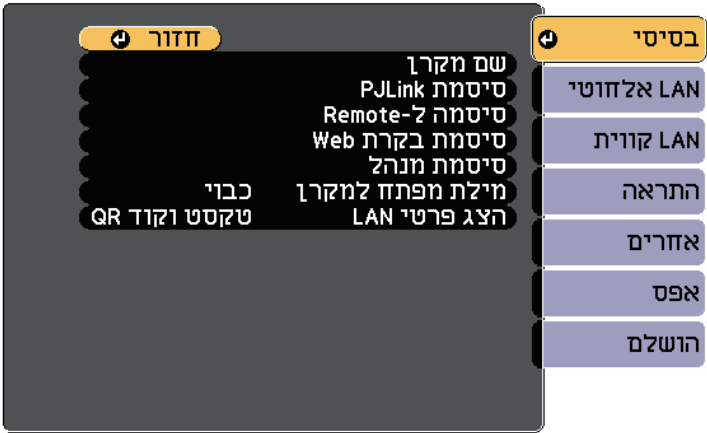 בסיסי
LAN אלחוטי
LAN קווית
התראה
אחרים
אפס
הושלם
חזור
שם מקרן
סיסמת PJLink
סיסמה ל-Remote
סיסמת בקרת Web
סיסמת מנהל
מילת מפתח למקרן כבוי
הצג פרטי LAN טקסט וקוד QR